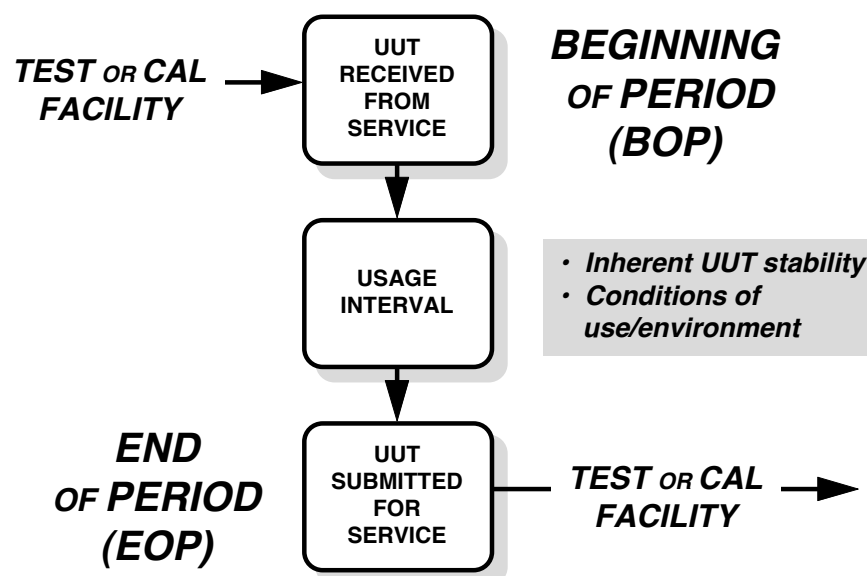 TEST OR CAL
FACILITY
UUT
RECEIVED
FROM
SERVICE
BEGINNING
OF PERIOD
(BOP)
USAGE
INTERVAL
• Inherent UUT stability
• Conditions of
use/environment
END
OF PERIOD
(EOP)
UUT
SUBMITTED
FOR
SERVICE
TEST OR CAL
FACILITY